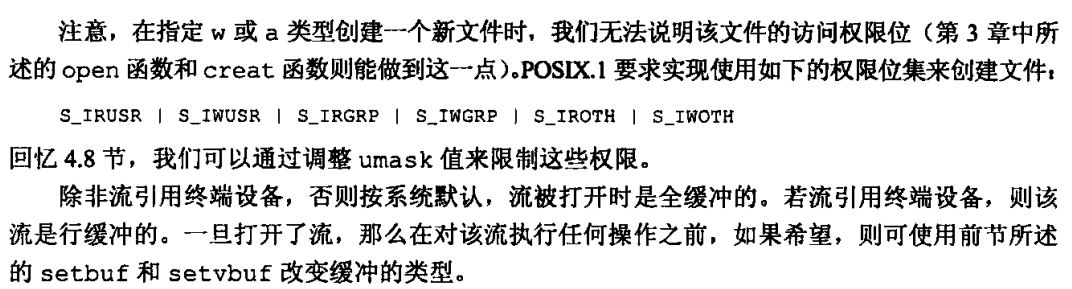 注意，在指定 w 或 a 类型创建一个新文件时，我们无法说明该文件的访问权限位（第 3 章中所
述的 open 函数和 creat 函数则能做到这一点）。POSIX.1 要求实现使用如下的权限位集来创建文件：
S_IRUSR | S_IWUSR | S_IRGRP | S_IWGRP | S_IROTH | S_IWOTH
回忆 4.8 节，我们可以通过调整 umask 值来限制这些权限。
除非流引用终端设备，否则按系统默认，流被打开时是全缓冲的。若流引用终端设备，则该
流是行缓冲的。一旦打开了流，那么在对该流执行任何操作之前，如果希望，则可使用前节所述
的 setbuf 和 setvbuf 改变缓冲的类型。